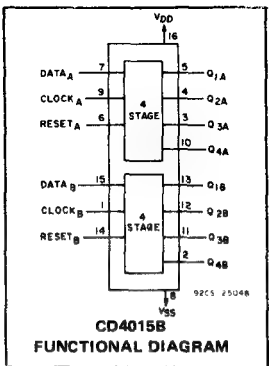 VDD
16
DATAA 7 5 Q1A
CLOCKA 9 4 Q2A
4
STAGE
RESETA 6 3 Q3A
10 Q4A
DATAB 15 13 Q1B
CLOCKB 1 12 Q2B
4
STAGE
RESETB 14 11 Q3B
2 Q4B
8
VSS
92CS 25048
CD4015B
FUNCTIONAL DIAGRAM